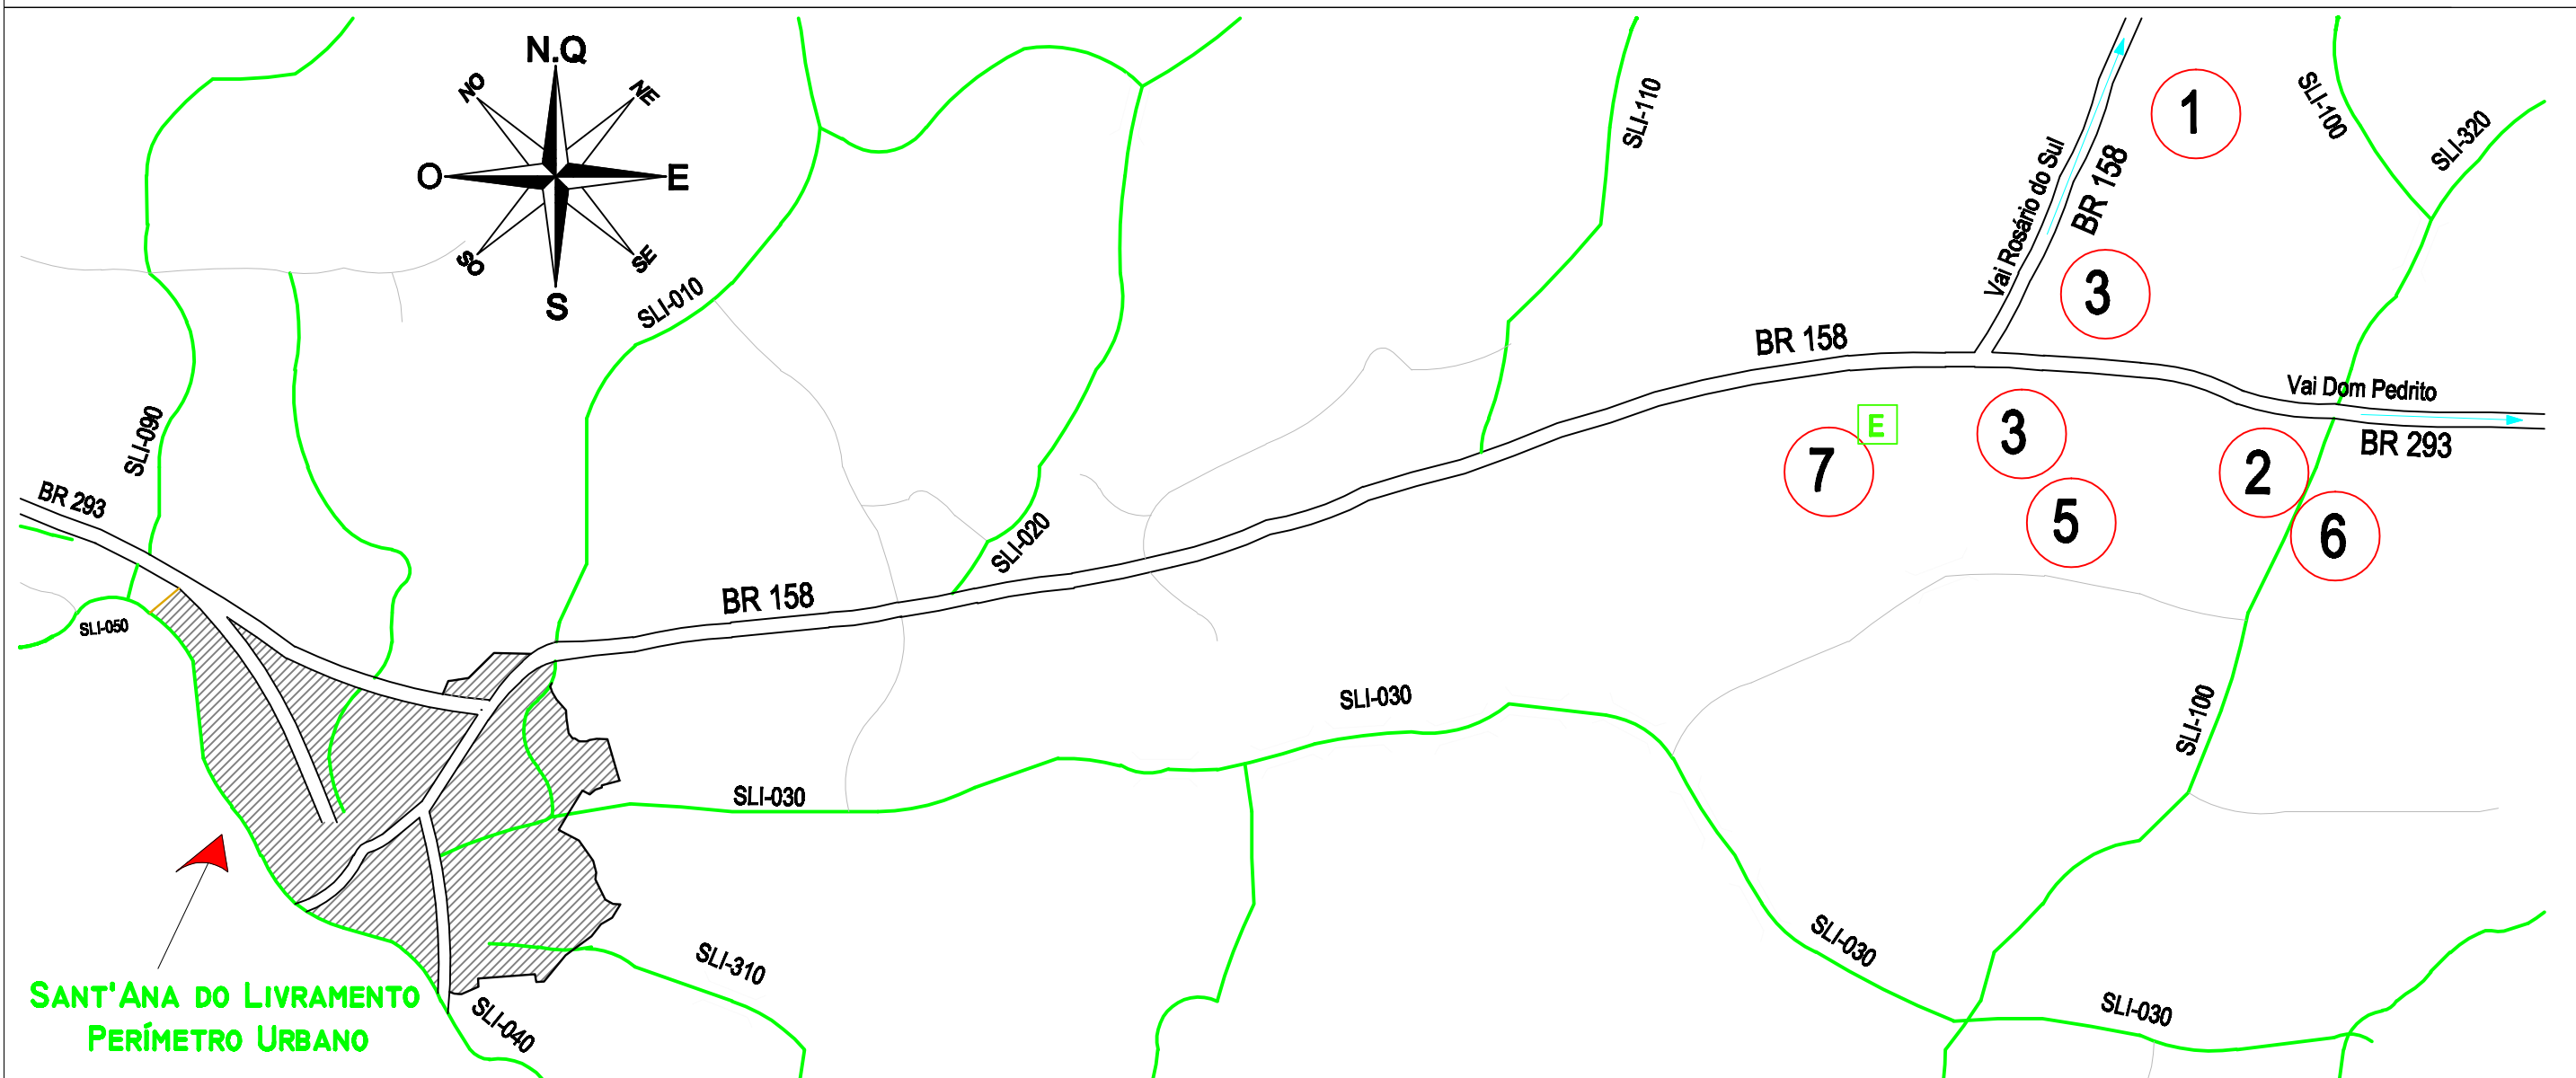 N.Q
NO
NE
O
E
SO
SE
S
SLI-110
SLI-100
SLI-320
1
Vai Rosário do Sul
BR 158
3
SLI-010
BR 158
Vai Dom Pedrito
BR 293
SLI-090
E
7
3
2
5
6
BR 293
SLI-020
BR 158
SLI-050
SLI-030
SLI-100
SLI-030
SLI-310
SLI-030
SLI-030
SLI-040
SANT'ANA DO LIVRAMENTO
PERÍMETRO URBANO